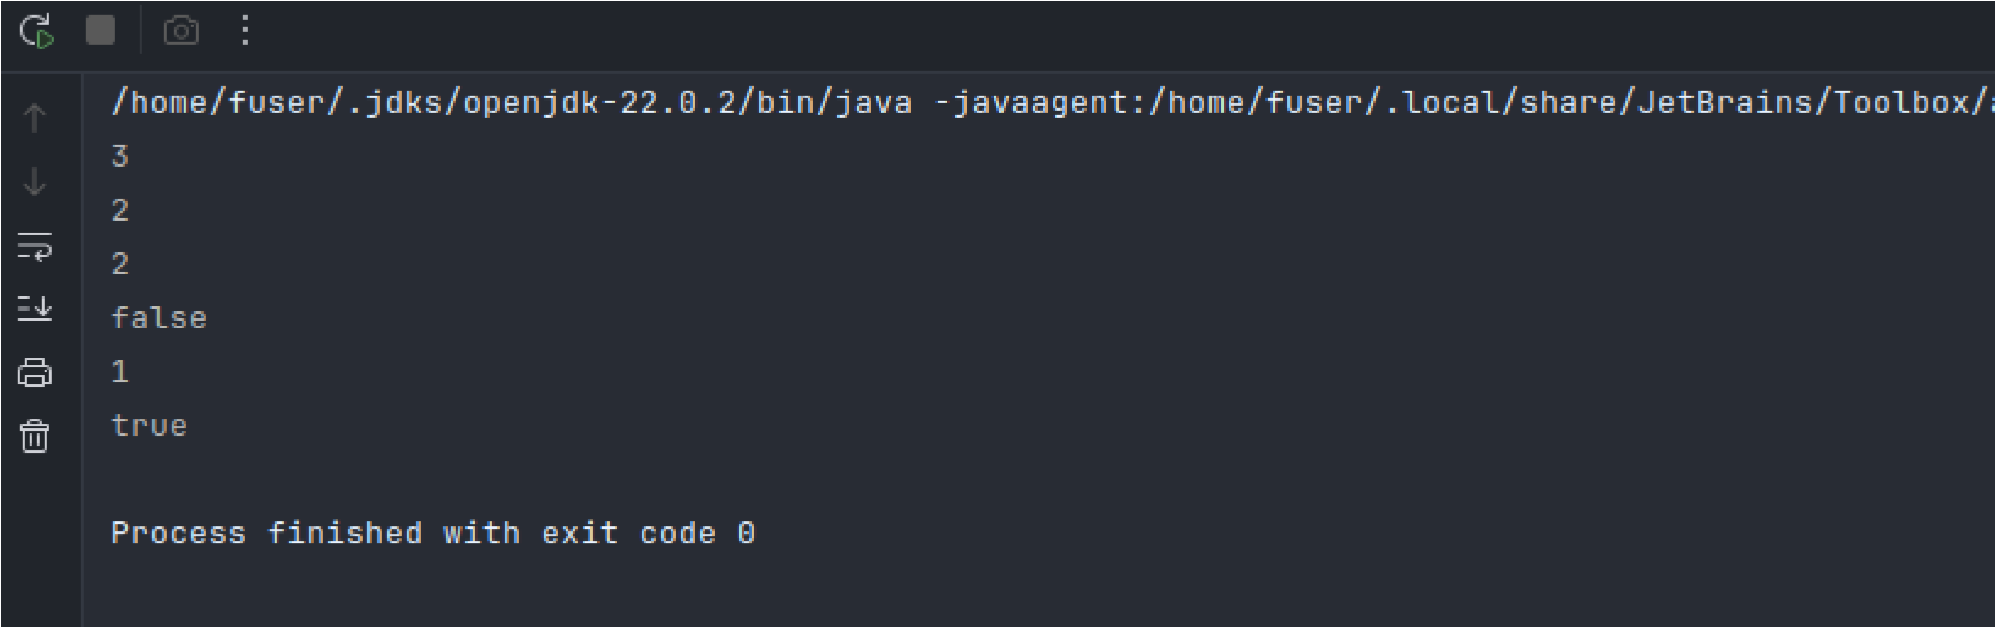 /home/fuser/.jdks/openjdk-22.0.2/bin/java -javaagent:/home/fuser/.local/share/JetBrains/Toolbox/
3
2
2
false
1
true
Process finished with exit code 0